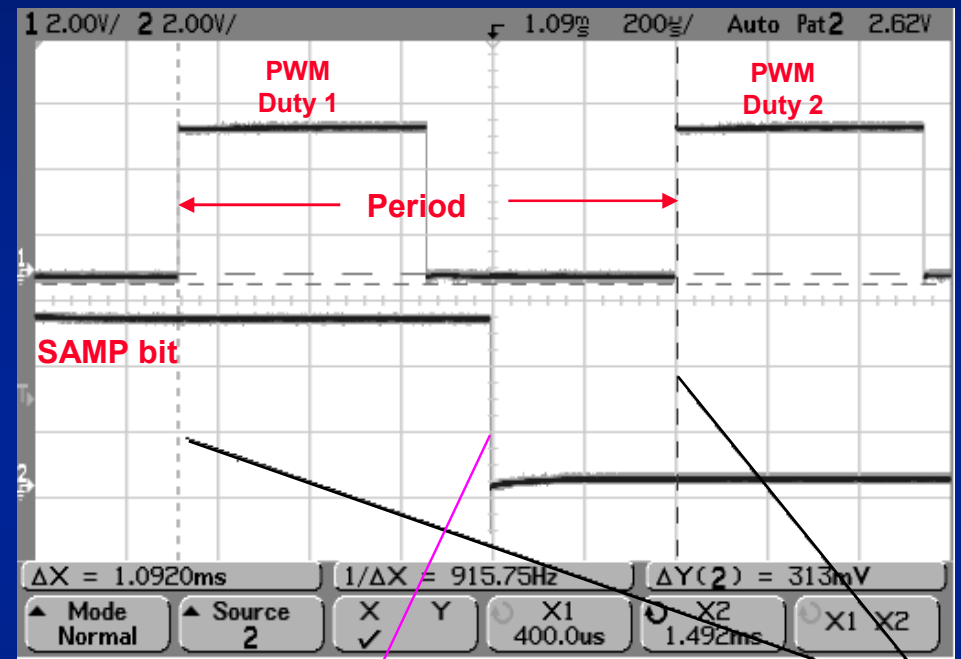 1 2.00V/ 2 2.00V/ 1.09ms 200us/ Auto Pat2 2.62V
PWM
Duty 1
PWM
Duty 2
Period
1
SAMP bit
T
2
ΔX = 1.0920ms 1/ΔX = 915.75Hz ΔY(2) = 313mV
Mode Source X Y X1 X2 X1 X2
Normal 2 ✓ 400.0us 1.492ms